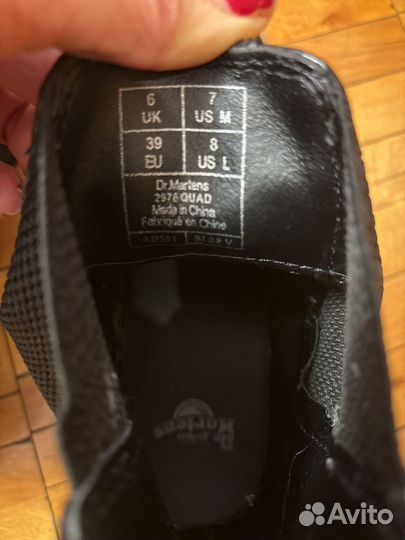 6 UK 7 US M
39 EU 8 US L
Dr.Martens
2976 QUAD
Made in China
Fabriqué en Chine
Dr. Martens
Avito